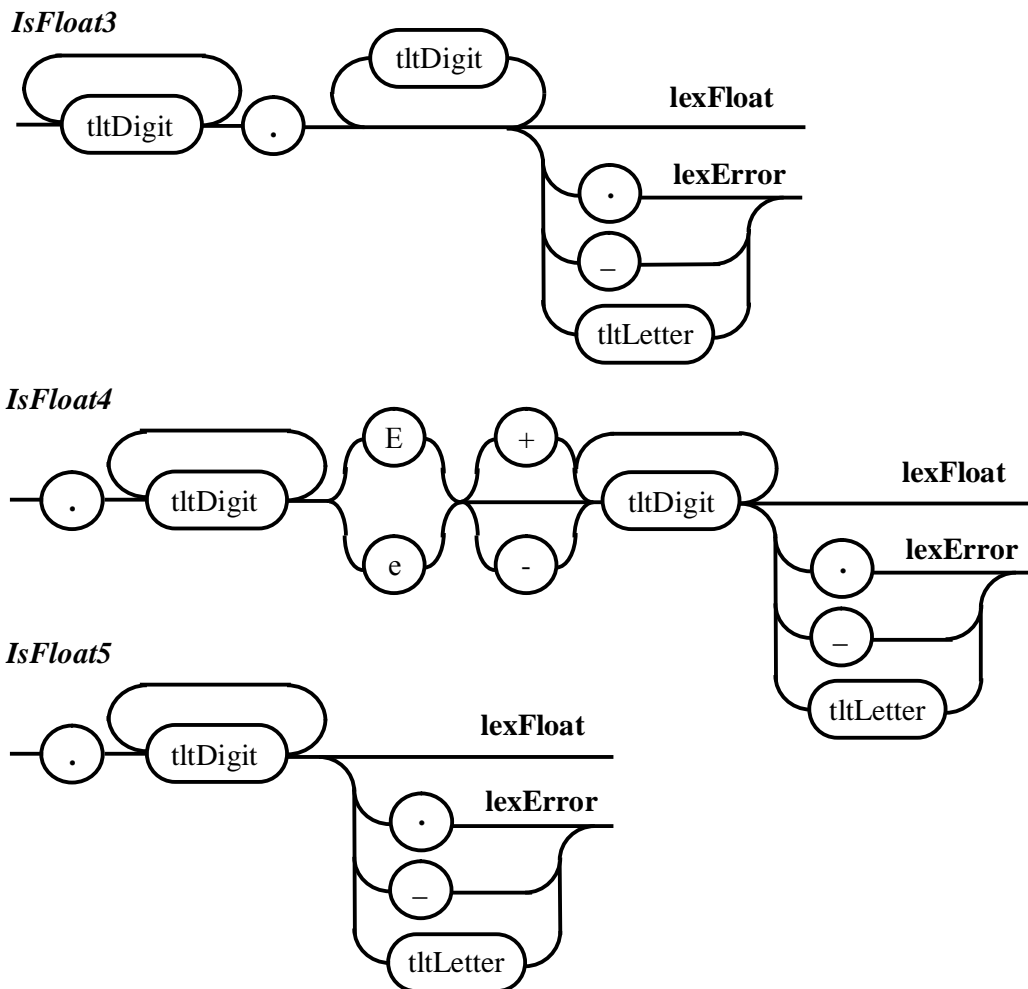 IsFloat3
tltDigit
tltDigit . lexFloat
. lexError
_
tltLetter
IsFloat4
E +
. tltDigit tltDigit lexFloat
e - . lexError
_
tltLetter
IsFloat5
. tltDigit lexFloat
. lexError
_
tltLetter